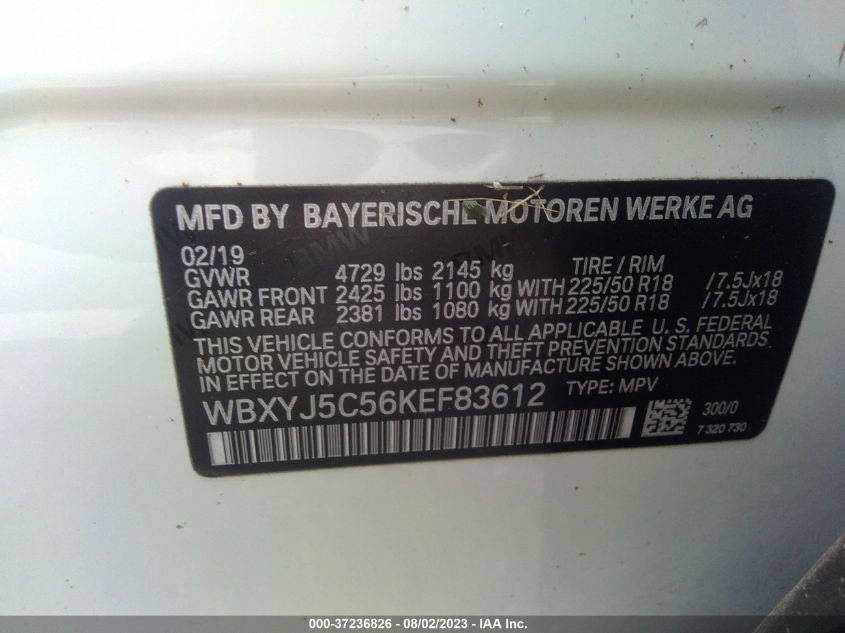 MFD BY BAYERISCHE MOTOREN WERKE AG
02/19 TIRE / RIM
GVWR 4729 lbs 2145 kg
GAWR FRONT 2425 lbs 1100 kg WITH 225/50 R18 /7.5Jx18
GAWR REAR 2381 lbs 1080 kg WITH 225/50 R18 /7.5Jx18
THIS VEHICLE CONFORMS TO ALL APPLICABLE U. S. FEDERAL
MOTOR VEHICLE SAFETY AND THEFT PREVENTION STANDARDS
IN EFFECT ON THE DATE OF MANUFACTURE SHOWN ABOVE.
WBXYJ5C56KEF83612 TYPE: MPV
300/0
7 320 730
000-37236826 - 08/02/2023 - IAA Inc.